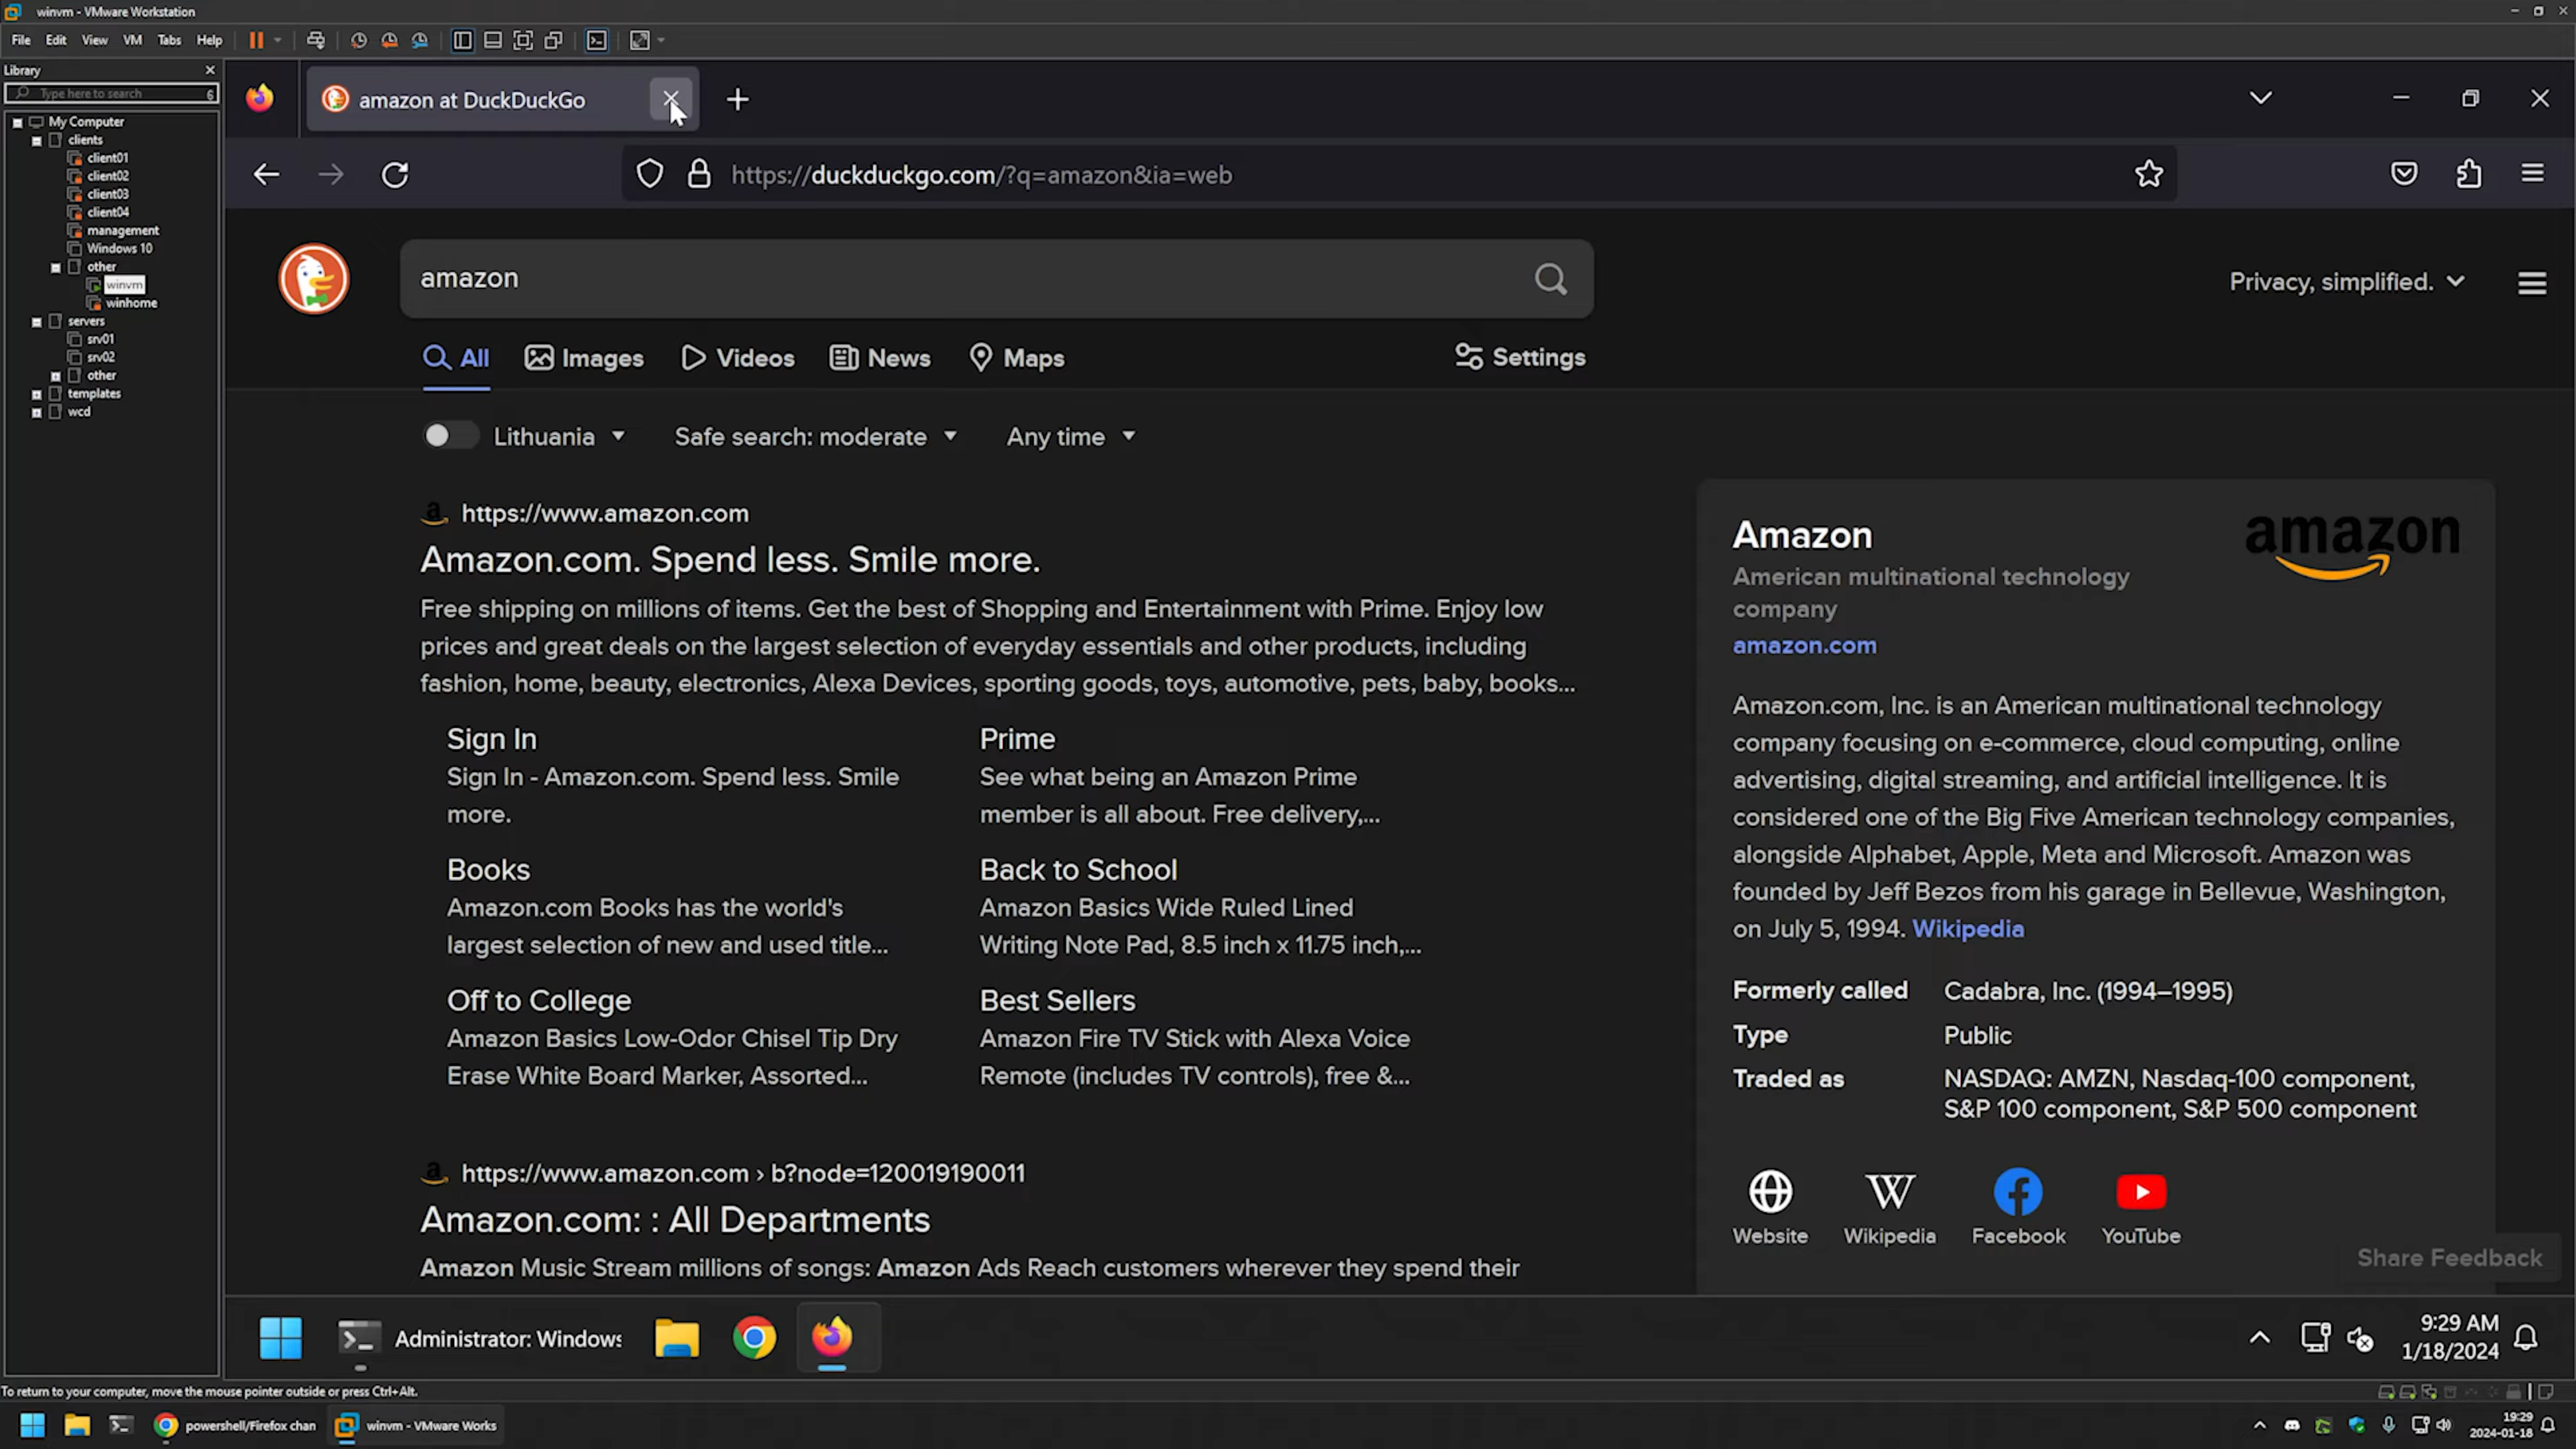 winvm - VMware Workstation
File Edit View VM Tabs Help
Library
Type here to search
6
My Computer
clients
client01
client02
client03
client04
management
Windows 10
other
winvm
winhome
servers
srv01
srv02
other
templates
wcd
amazon at DuckDuckGo
https://duckduckgo.com/?q=amazon&ia=web
amazon
Privacy, simplified.
All Images Videos News Maps Settings
Lithuania Safe search: moderate Any time
https://www.amazon.com
Amazon.com. Spend less. Smile more.
Free shipping on millions of items. Get the best of Shopping and Entertainment with Prime. Enjoy low
prices and great deals on the largest selection of everyday essentials and other products, including
fashion, home, beauty, electronics, Alexa Devices, sporting goods, toys, automotive, pets, baby, books...
Sign In
Sign In - Amazon.com. Spend less. Smile
more.
Prime
See what being an Amazon Prime
member is all about. Free delivery,...
Books
Amazon.com Books has the world's
largest selection of new and used title...
Back to School
Amazon Basics Wide Ruled Lined
Writing Note Pad, 8.5 inch x 11.75 inch,...
Off to College
Amazon Basics Low-Odor Chisel Tip Dry
Erase White Board Marker, Assorted...
Best Sellers
Amazon Fire TV Stick with Alexa Voice
Remote (includes TV controls), free &...
https://www.amazon.com › b?node=120019190011
Amazon.com: : All Departments
Amazon Music Stream millions of songs: Amazon Ads Reach customers wherever they spend their
Amazon
amazon
American multinational technology
company
amazon.com
Amazon.com, Inc. is an American multinational technology
company focusing on e-commerce, cloud computing, online
advertising, digital streaming, and artificial intelligence. It is
considered one of the Big Five American technology companies,
alongside Alphabet, Apple, Meta and Microsoft. Amazon was
founded by Jeff Bezos from his garage in Bellevue, Washington,
on July 5, 1994. Wikipedia
Formerly called Cadabra, Inc. (1994–1995)
Type Public
Traded as NASDAQ: AMZN, Nasdaq-100 component,
S&P 100 component, S&P 500 component
Website Wikipedia Facebook YouTube
Share Feedback
Administrator: Windows
9:29 AM
1/18/2024
To return to your computer, move the mouse pointer outside or press Ctrl+Alt.
powershell/Firefox chan
winvm - VMware Works
19:29
2024-01-18